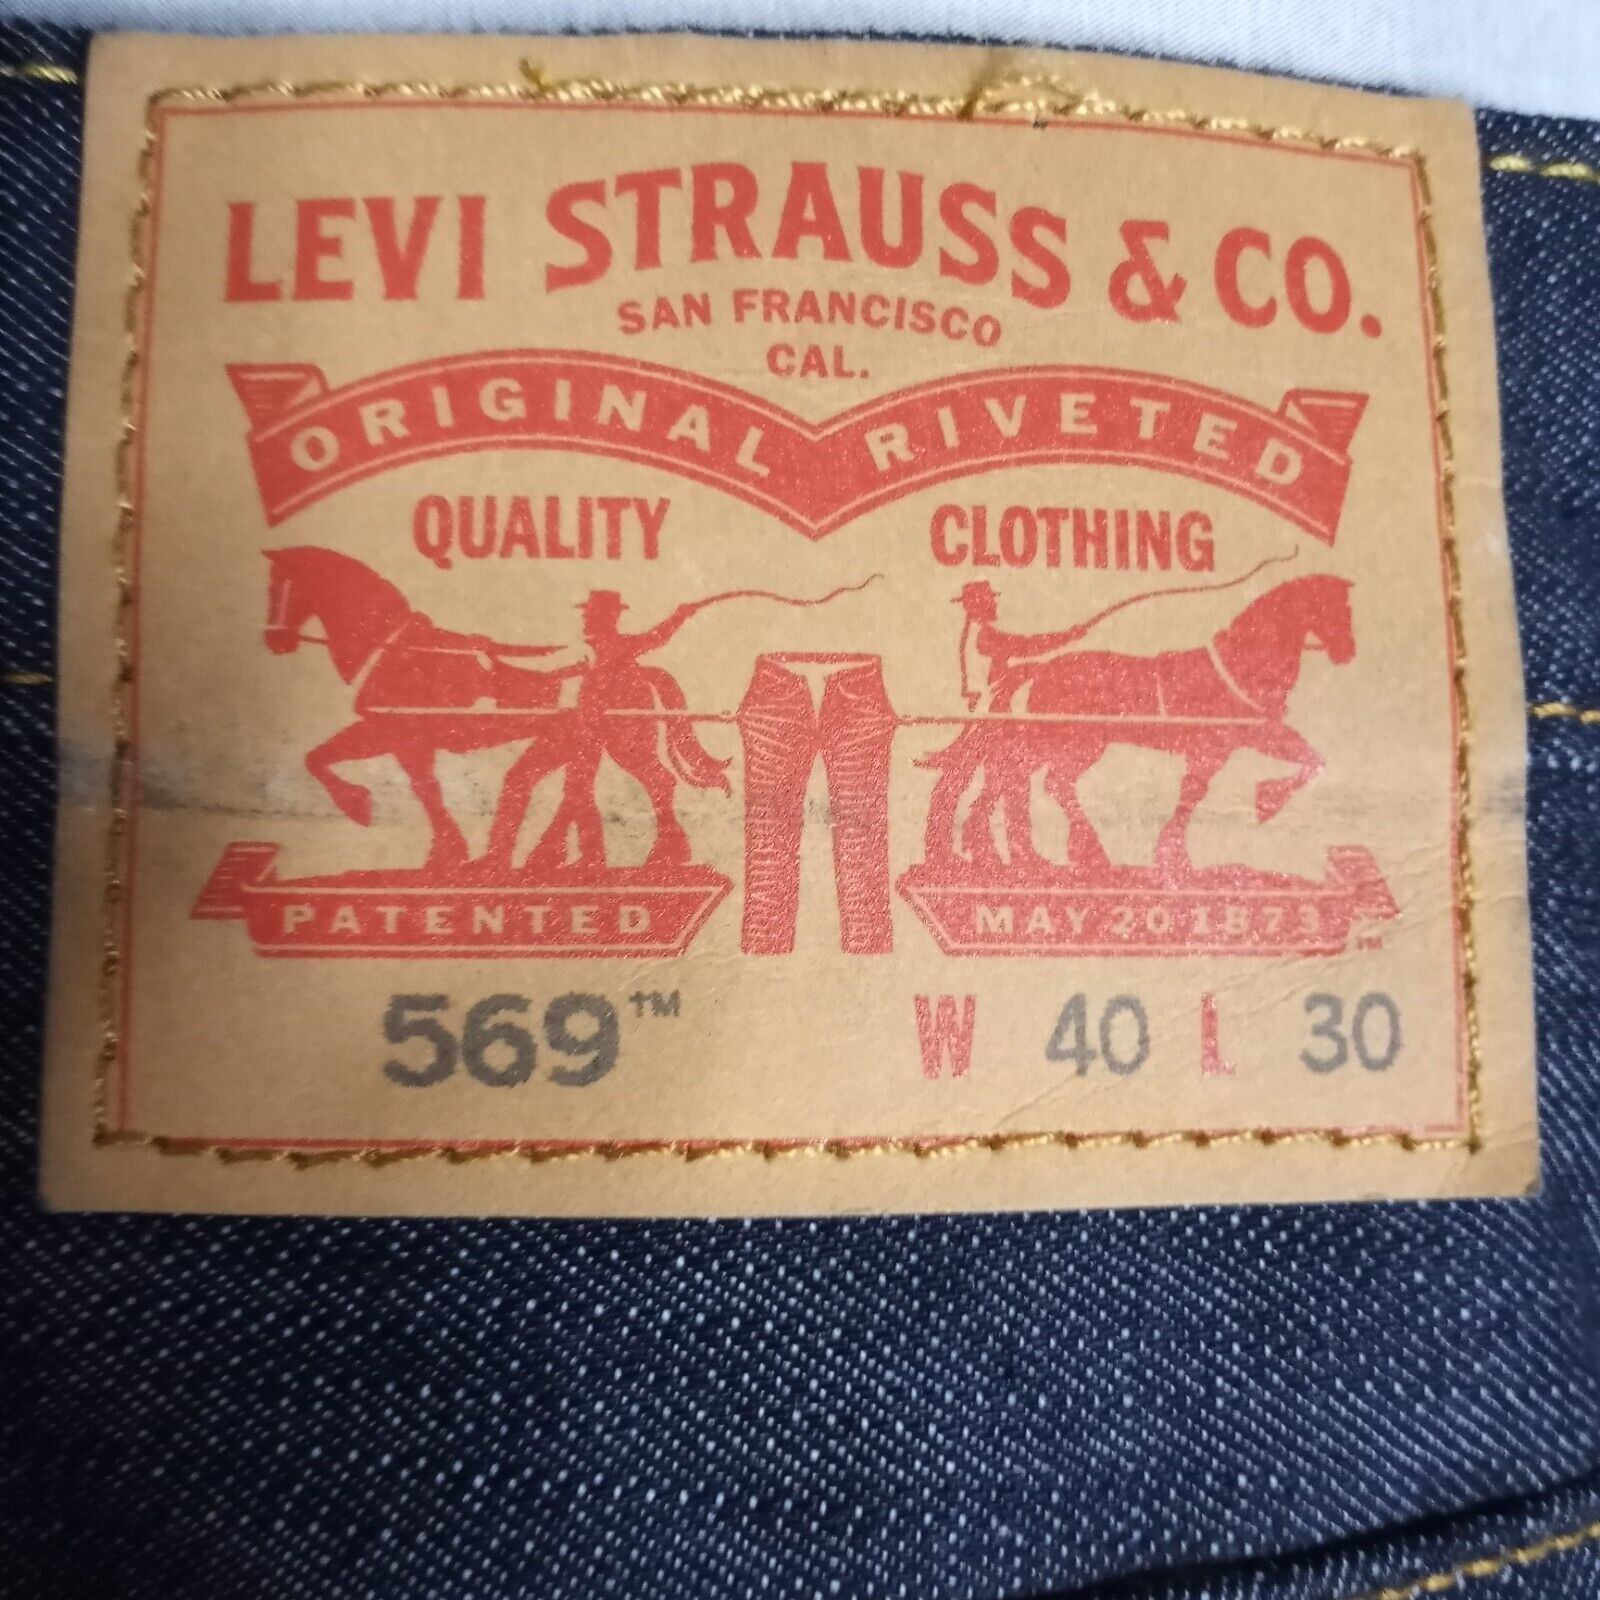 LEVI STRAUSS & CO.
SAN FRANCISCO
CAL.
ORIGINAL RIVETED
QUALITY CLOTHING
PATENTED MAY 20 1873 TM
569™ W 40 L 30